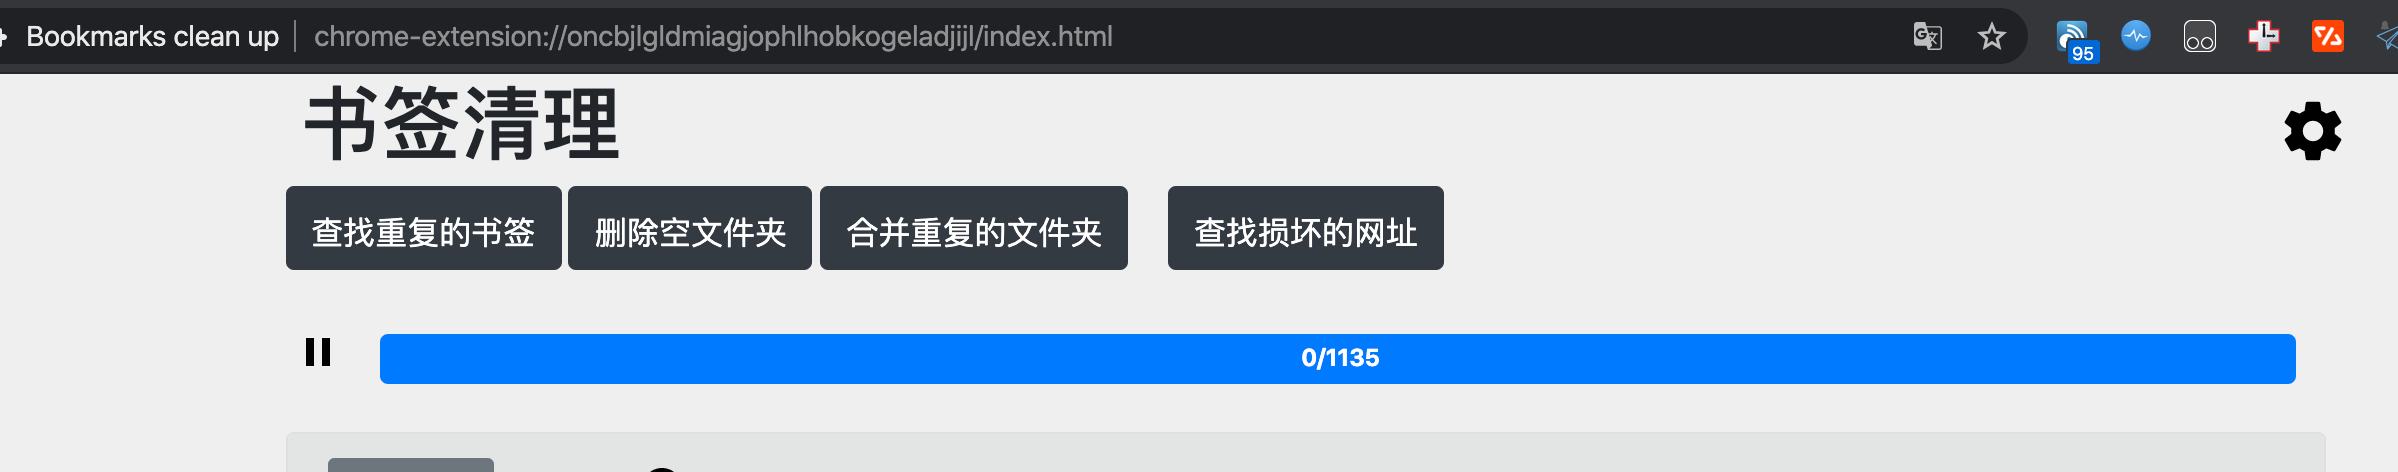 Bookmarks clean up chrome-extension://oncbjlgldmiagjophlhobkogeladjijl/index.html
95
书签清理
查找重复的书签 删除空文件夹 合并重复的文件夹 查找损坏的网址
0/1135